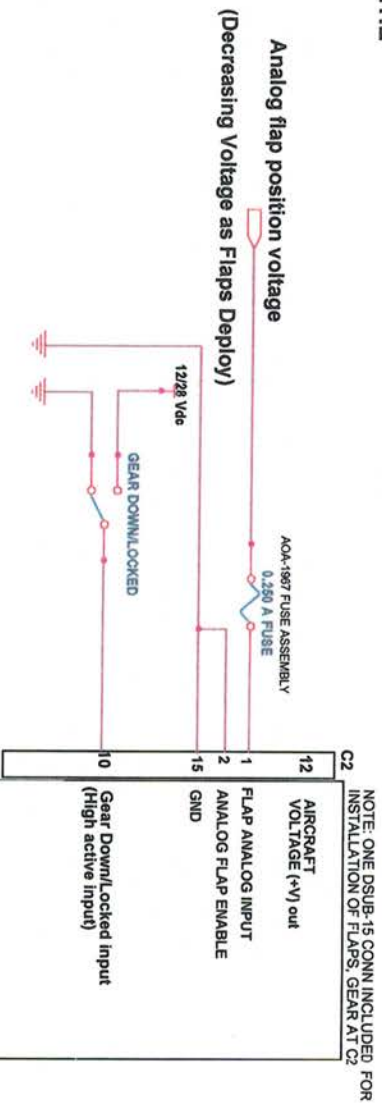 NOTE: ONE DSUB-15 CONN INCLUDED FOR
INSTALLATION OF FLAPS, GEAR AT C2
C2
12
AIRCRAFT
VOLTAGE (+V) out
Analog flap position voltage
(Decreasing Voltage as Flaps Deploy)
AOA-1967 FUSE ASSEMBLY
0.250 A FUSE
1
FLAP ANALOG INPUT
2
ANALOG FLAP ENABLE
15
GND
12/28 Vdc
GEAR DOWN/LOCKED
10
Gear Down/Locked input
(High active input)